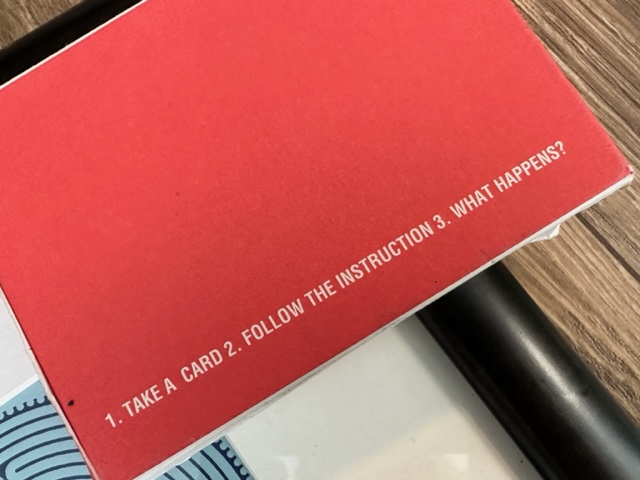 1. TAKE A CARD 2. FOLLOW THE INSTRUCTION 3. WHAT HAPPENS?